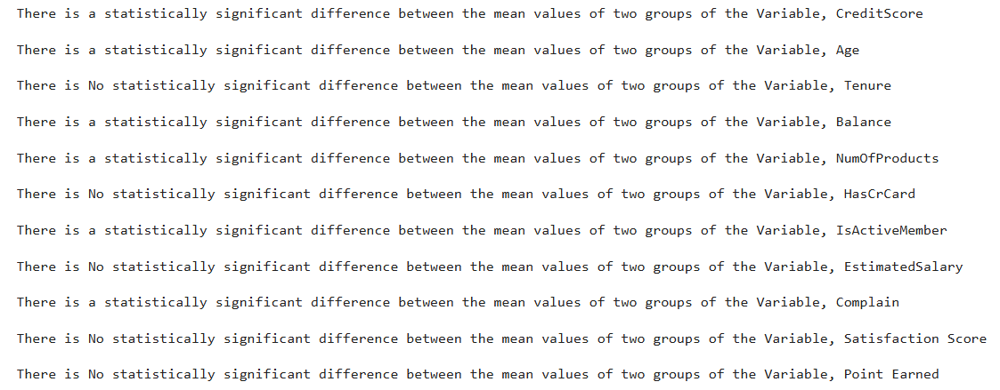 There is a statistically significant difference between the mean values of two groups of the Variable, CreditScore
There is a statistically significant difference between the mean values of two groups of the Variable, Age
There is No statistically significant difference between the mean values of two groups of the Variable, Tenure
There is a statistically significant difference between the mean values of two groups of the Variable, Balance
There is a statistically significant difference between the mean values of two groups of the Variable, NumOfProducts
There is No statistically significant difference between the mean values of two groups of the Variable, HasCrCard
There is a statistically significant difference between the mean values of two groups of the Variable, IsActiveMember
There is No statistically significant difference between the mean values of two groups of the Variable, EstimatedSalary
There is a statistically significant difference between the mean values of two groups of the Variable, Complain
There is No statistically significant difference between the mean values of two groups of the Variable, Satisfaction Score
There is No statistically significant difference between the mean values of two groups of the Variable, Point Earned